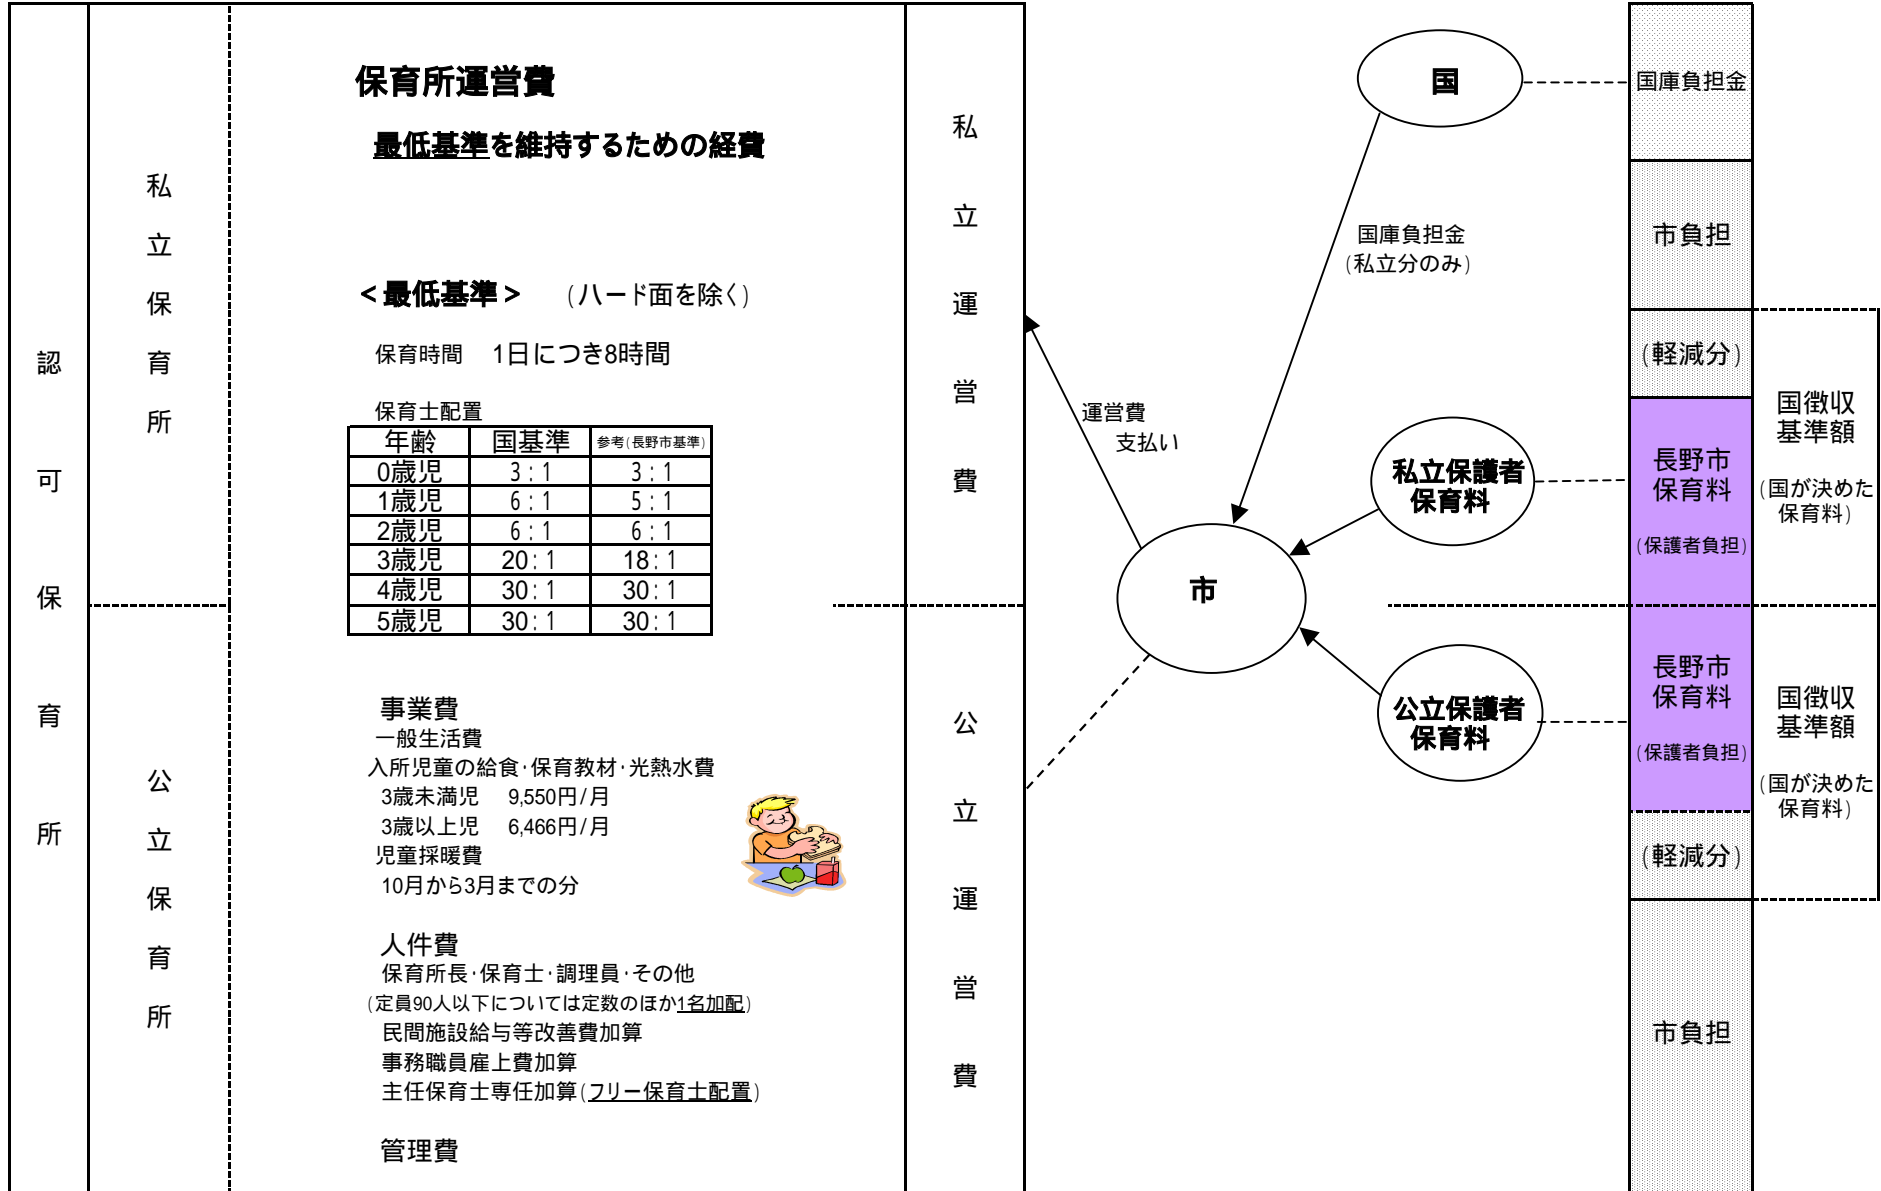 認可保育所
私立保育所
公立保育所
保育所運営費
最低基準を維持するための経費
<最低基準> (ハード面を除く)
保育時間 1日につき8時間
保育士配置
年齢 国基準 参考(長野市基準)
0歳児 3:1 3:1
1歳児 6:1 5:1
2歳児 6:1 6:1
3歳児 20:1 18:1
4歳児 30:1 30:1
5歳児 30:1 30:1
事業費
一般生活費
入所児童の給食・保育教材・光熱水費
3歳未満児 9,550円/月
3歳以上児 6,466円/月
児童採暖費
10月から3月までの分
人件費
保育所長・保育士・調理員・その他
(定員90人以下については定数のほか1名加配)
民間施設給与等改善費加算
事務職員雇上費加算
主任保育士専任加算(フリー保育士配置)
管理費
私立運営費
公立運営費
国
国庫負担金
(私立分のみ)
運営費
支払い
私立保護者
保育料
市
公立保護者
保育料
国庫負担金
市負担
(軽減分)
長野市
保育料
(保護者負担)
長野市
保育料
(保護者負担)
(軽減分)
市負担
国徴収
基準額
(国が決めた
保育料)
国徴収
基準額
(国が決めた
保育料)